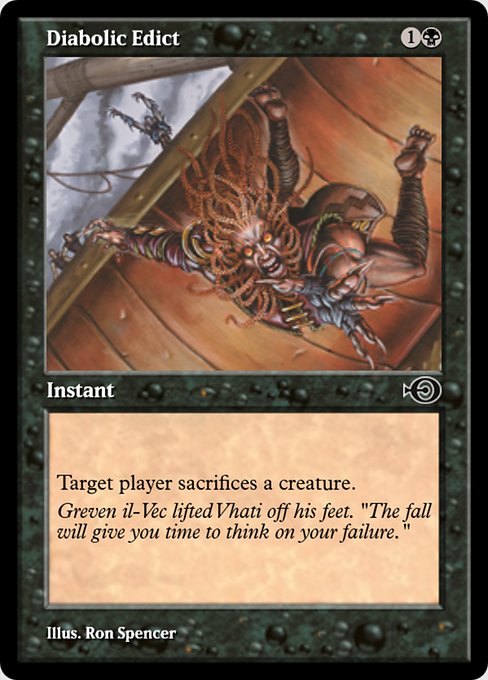 Diabolic Edict
1
Instant
Target player sacrifices a creature.
Greven il-Vec lifted Vhati off his feet. "The fall
will give you time to think on your failure."
Illus. Ron Spencer